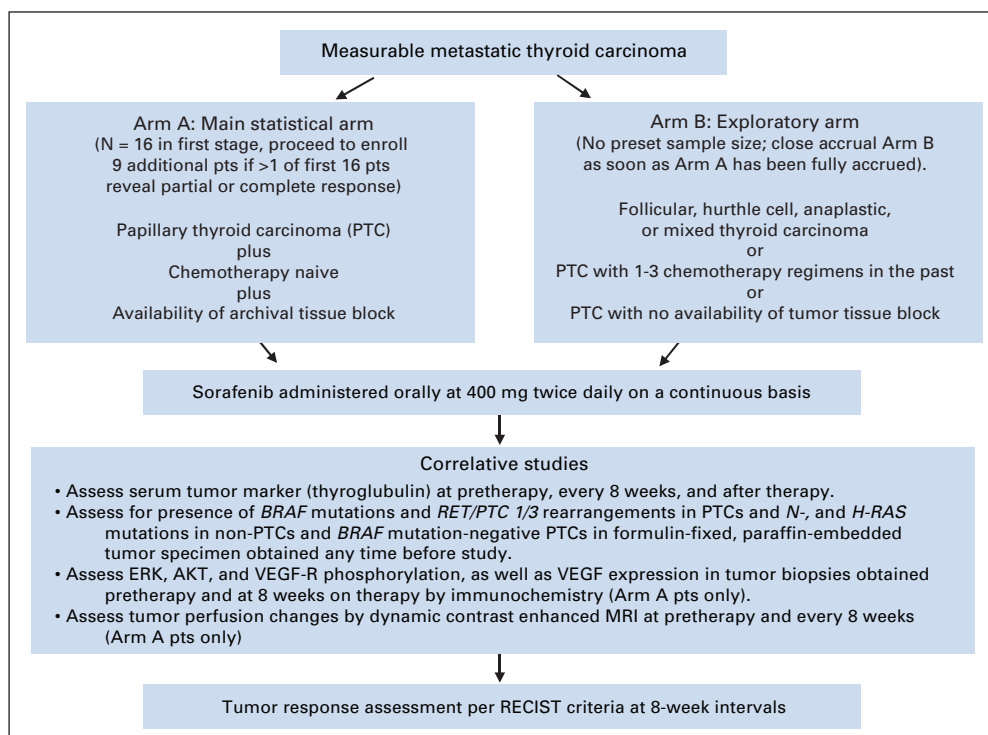 Measurable metastatic thyroid carcinoma
Arm A: Main statistical arm
(N = 16 in first stage, proceed to enroll
9 additional pts if >1 of first 16 pts
reveal partial or complete response)
Papillary thyroid carcinoma (PTC)
plus
Chemotherapy naive
plus
Availability of archival tissue block
Arm B: Exploratory arm
(No preset sample size; close accrual Arm B
as soon as Arm A has been fully accrued).
Follicular, hurthle cell, anaplastic,
or mixed thyroid carcinoma
or
PTC with 1-3 chemotherapy regimens in the past
or
PTC with no availability of tumor tissue block
Sorafenib administered orally at 400 mg twice daily on a continuous basis
Correlative studies
• Assess serum tumor marker (thyroglubulin) at pretherapy, every 8 weeks, and after therapy.
• Assess for presence of BRAF mutations and RET/PTC 1/3 rearrangements in PTCs and N-, and H-RAS
mutations in non-PTCs and BRAF mutation-negative PTCs in formulin-fixed, paraffin-embedded
tumor specimen obtained any time before study.
• Assess ERK, AKT, and VEGF-R phosphorylation, as well as VEGF expression in tumor biopsies obtained
pretherapy and at 8 weeks on therapy by immunochemistry (Arm A pts only).
• Assess tumor perfusion changes by dynamic contrast enhanced MRI at pretherapy and every 8 weeks
(Arm A pts only)
Tumor response assessment per RECIST criteria at 8-week intervals